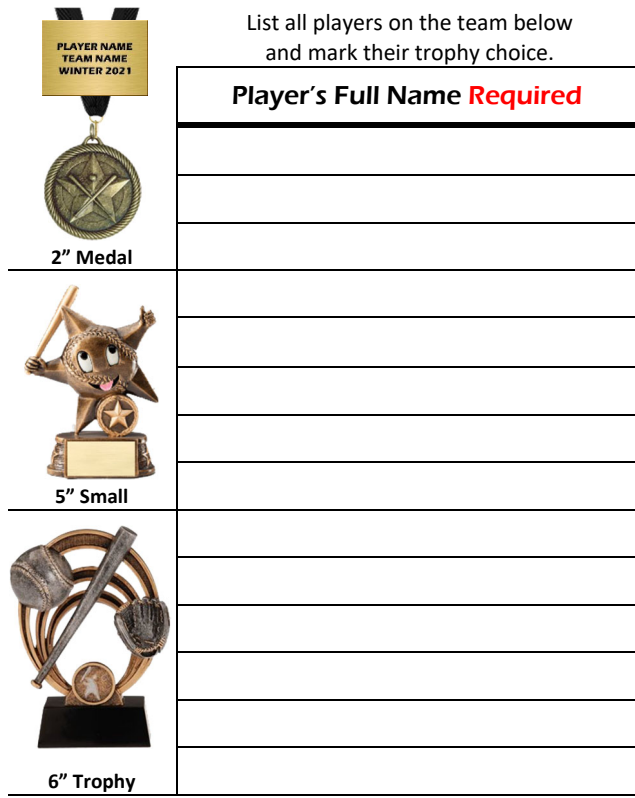 PLAYER NAME
TEAM NAME
WINTER 2021
List all players on the team below
and mark their trophy choice.
Player’s Full Name Required
2” Medal
5” Small
6” Trophy